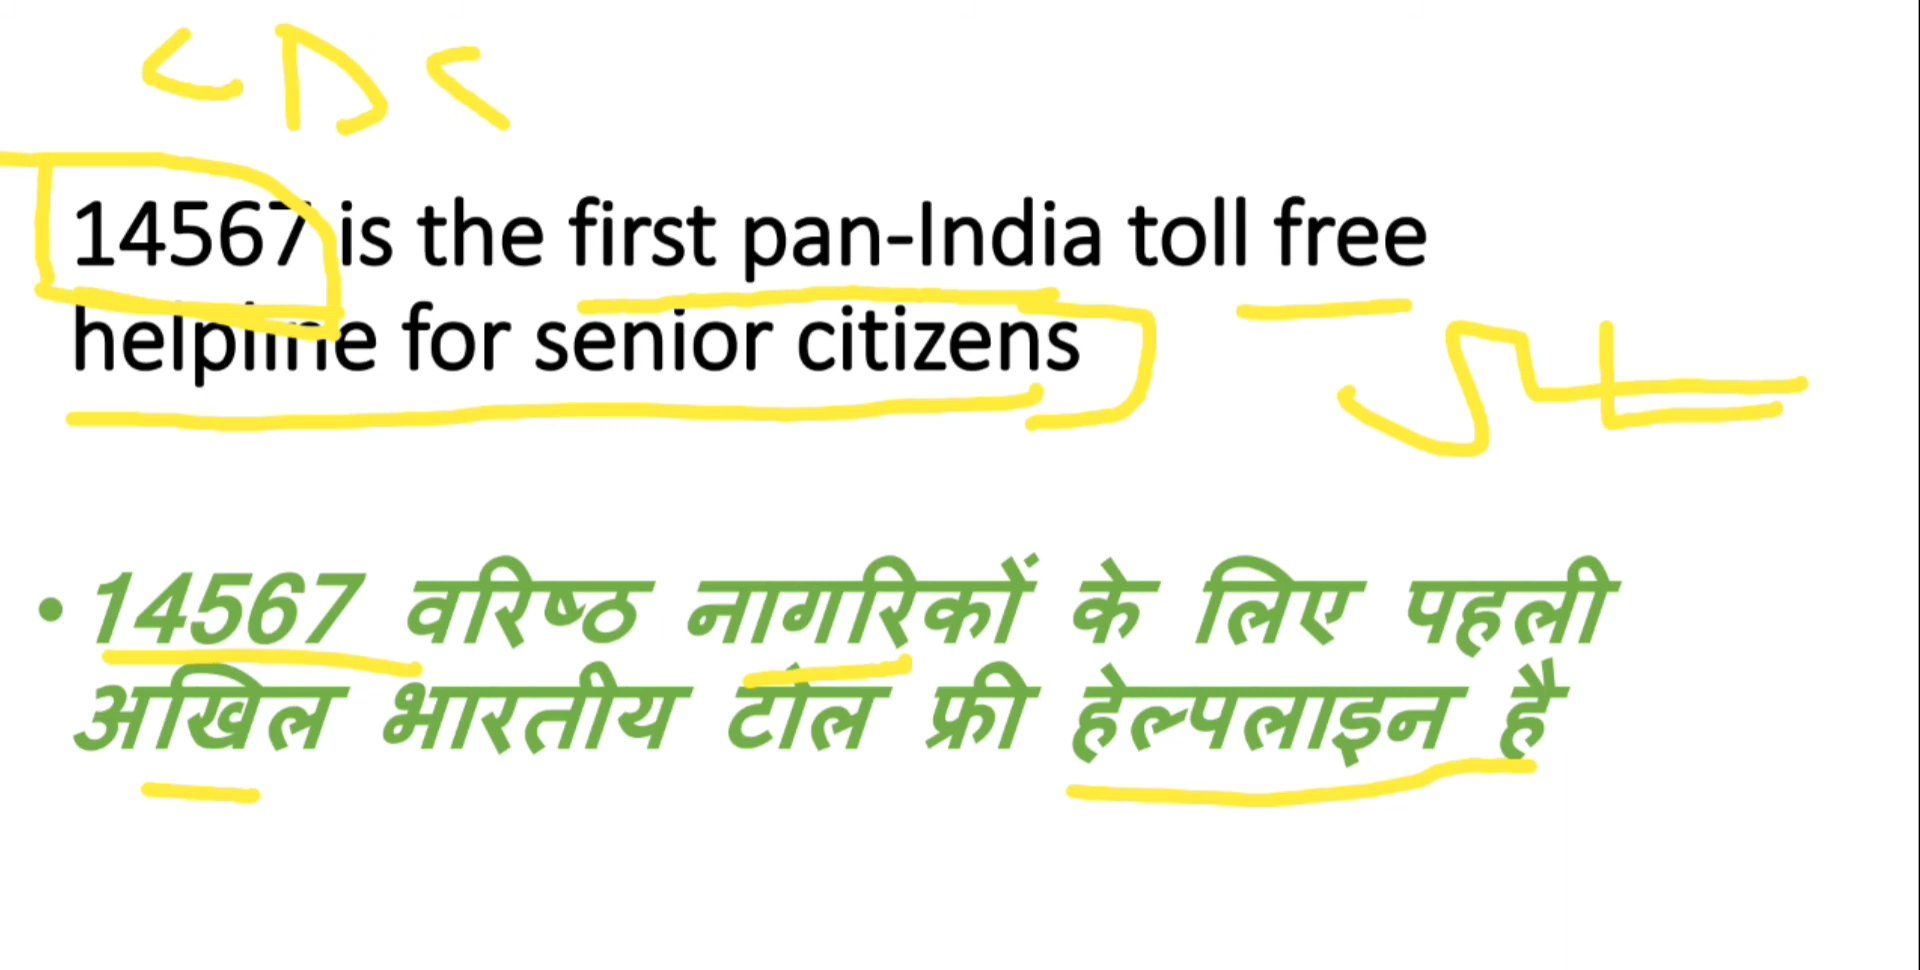 CDS
14567 is the first pan-India toll free
helpline for senior citizens
• 14567 वरिष्ठ नागरिकों के लिए पहली
अखिल भारतीय टोल फ्री हेल्पलाइन है